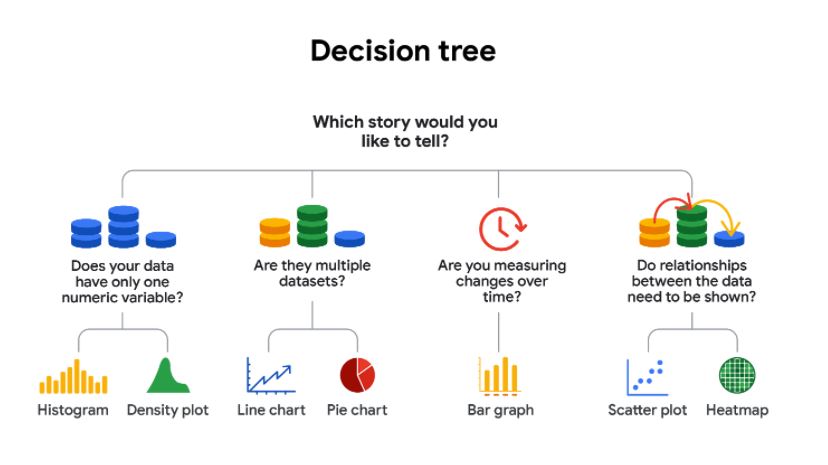 Decision tree
Which story would you
like to tell?
Does your data
have only one
numeric variable?
Are they multiple
datasets?
Are you measuring
changes over
time?
Do relationships
between the data
need to be shown?
Histogram
Density plot
Line chart
Pie chart
Bar graph
Scatter plot
Heatmap